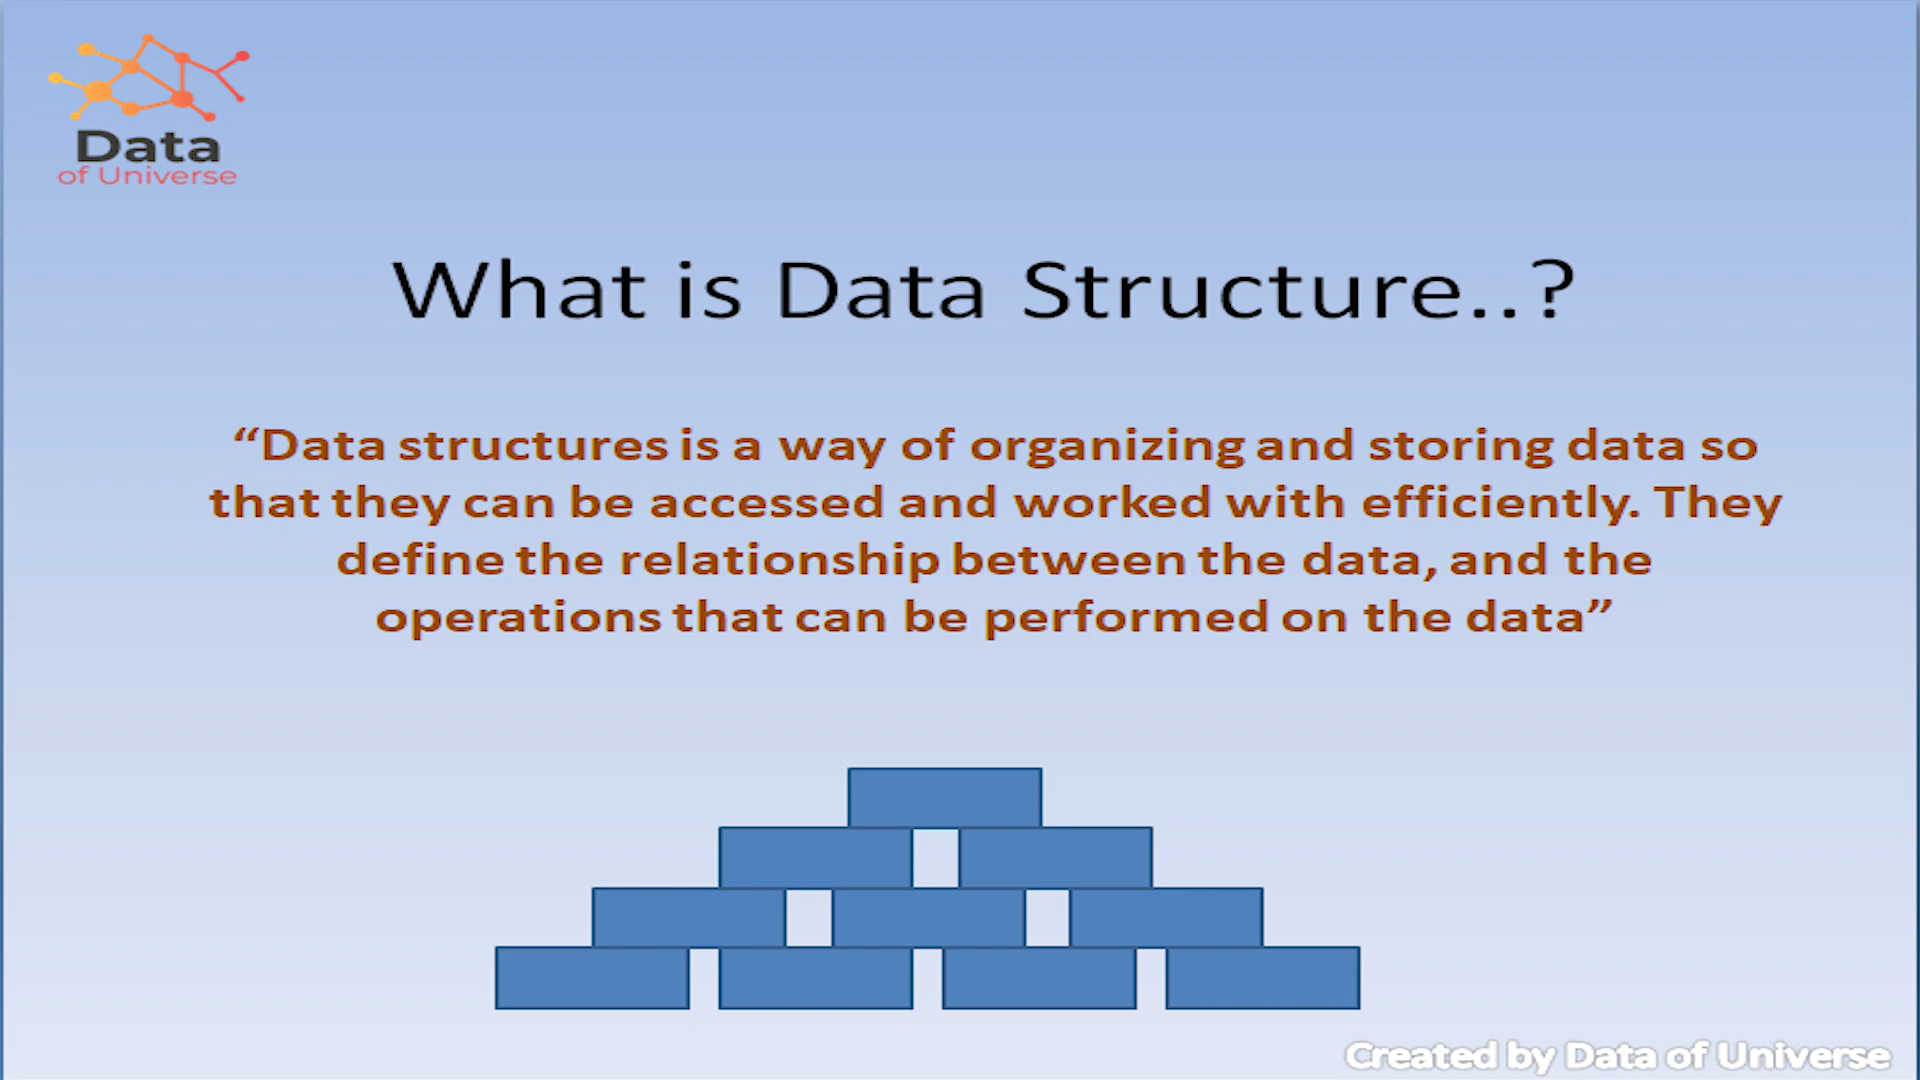 Data
of Universe
What is Data Structure..?
“Data structures is a way of organizing and storing data so
that they can be accessed and worked with efficiently. They
define the relationship between the data, and the
operations that can be performed on the data”
Created by Data of Universe